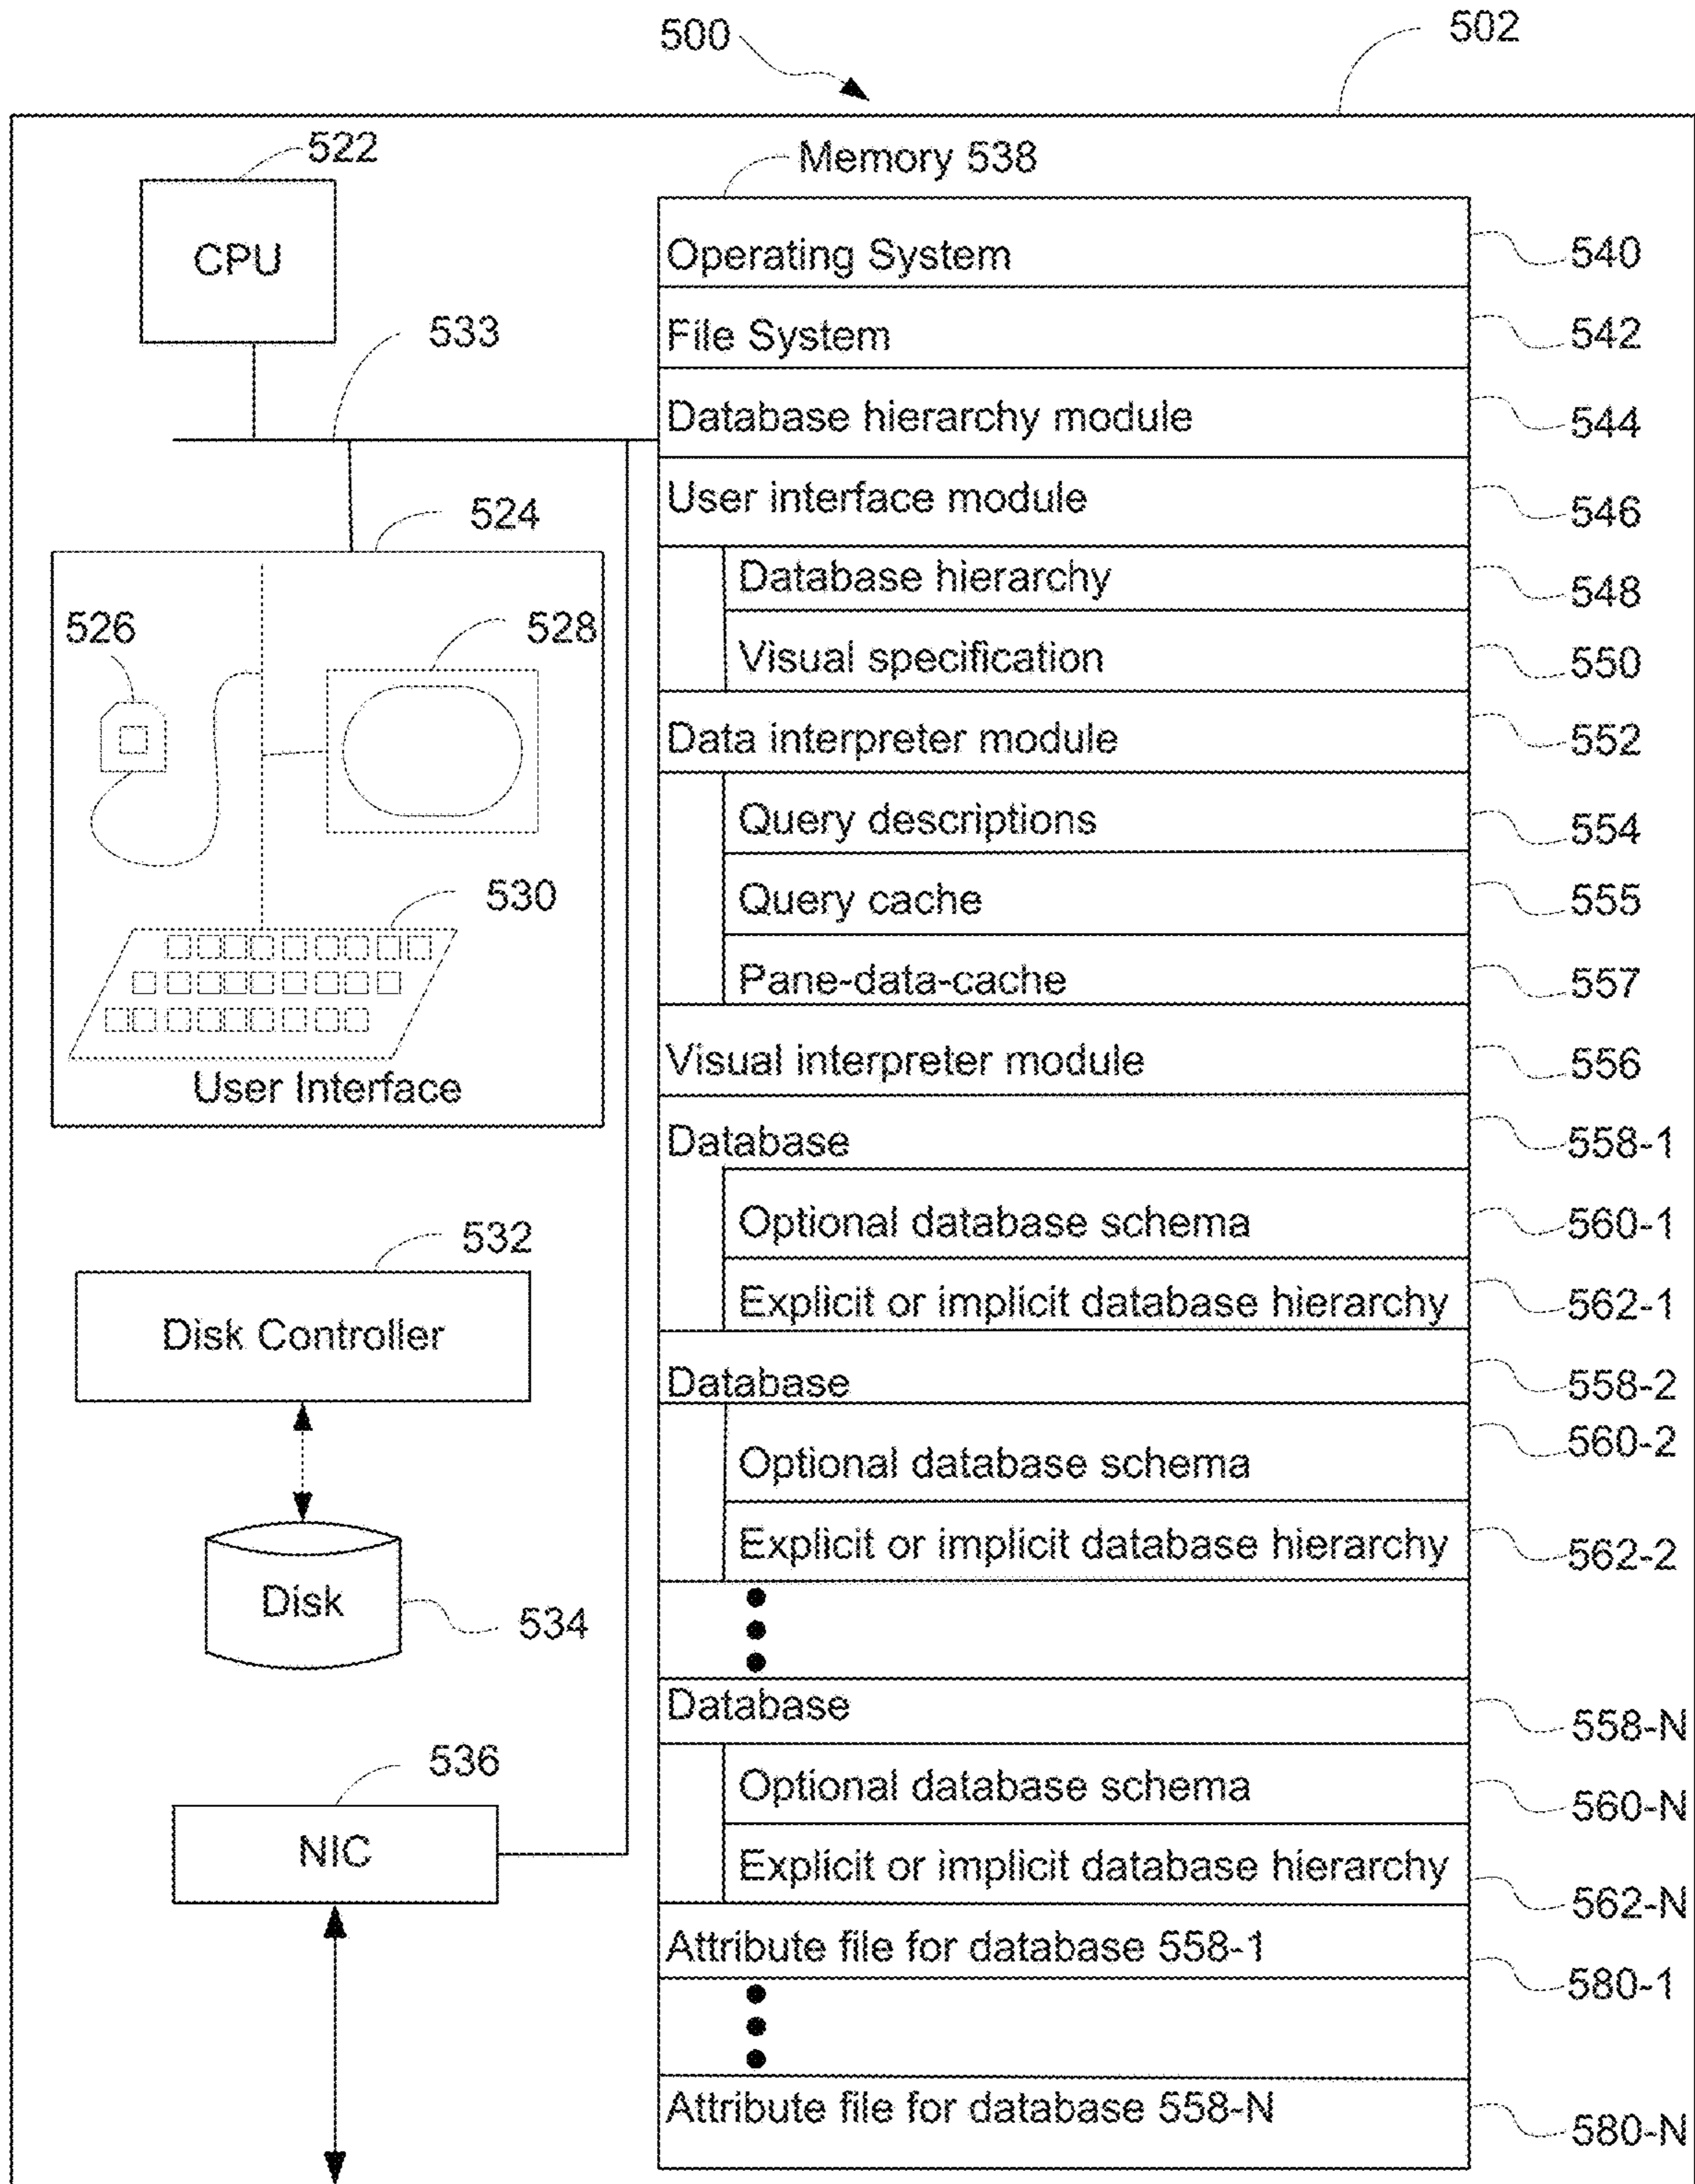 500
502
522
CPU
533
524
526
528
530
User Interface
532
Disk Controller
Disk
534
536
NIC
Memory 538
Operating System 540
File System 542
Database hierarchy module 544
User interface module 546
Database hierarchy 548
Visual specification 550
Data interpreter module 552
Query descriptions 554
Query cache 555
Pane-data-cache 557
Visual interpreter module 556
Database 558-1
Optional database schema 560-1
Explicit or implicit database hierarchy 562-1
Database 558-2
Optional database schema 560-2
Explicit or implicit database hierarchy 562-2
Database 558-N
Optional database schema 560-N
Explicit or implicit database hierarchy 562-N
Attribute file for database 558-1 580-1
Attribute file for database 558-N 580-N